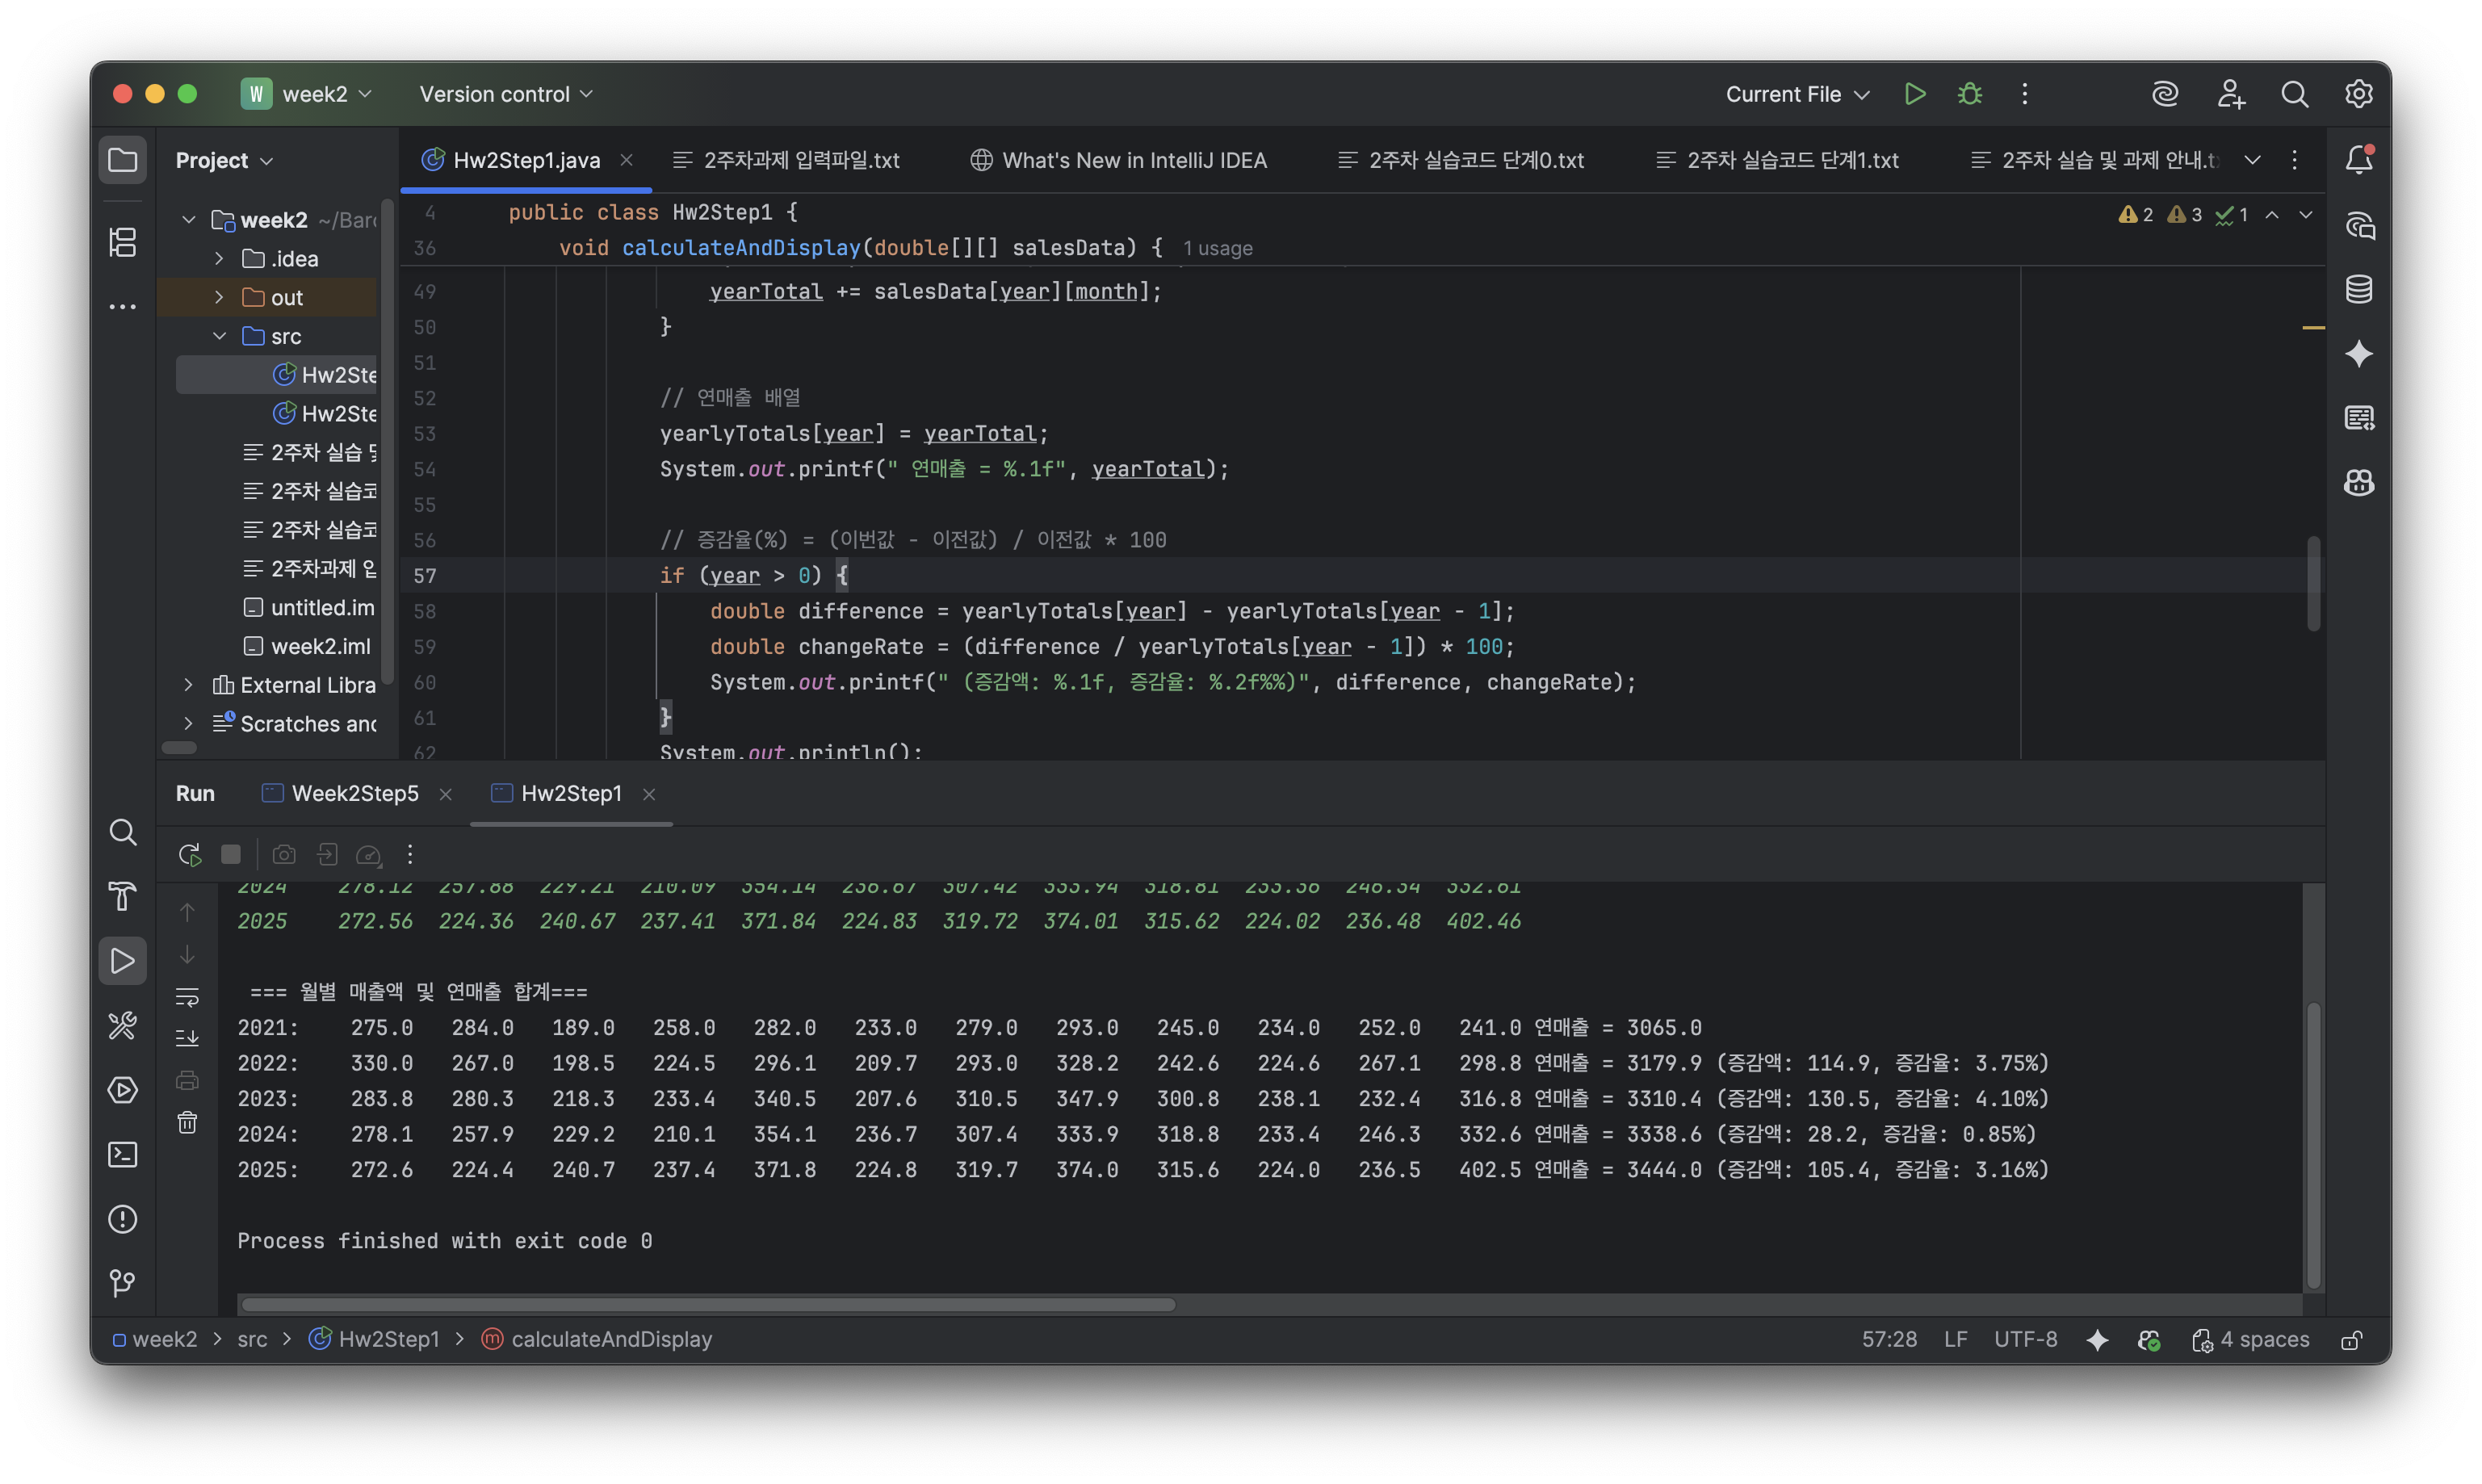 W week2 Version control Current File
Project
Hw2Step1.java 2주차과제 입력파일.txt What's New in IntelliJ IDEA 2주차 실습코드 단계0.txt 2주차 실습코드 단계1.txt 2주차 실습 및 과제 안내.t
week2 ~/Bar
.idea
out
src
Hw2Ste
Hw2Ste
2주차 실습
2주차 실습코
2주차 실습코
2주차과제 입
untitled.im
week2.iml
External Libra
Scratches and
4 public class Hw2Step1 {
2 3 1
36 void calculateAndDisplay(double[][] salesData) { 1 usage
49 yearTotal += salesData[year][month];
50 }
51
52 // 연매출 배열
53 yearlyTotals[year] = yearTotal;
54 System.out.printf(" 연매출 = %.1f", yearTotal);
55
56 // 증감율(%) = (이번값 - 이전값) / 이전값 * 100
57 if (year > 0) {
58 double difference = yearlyTotals[year] - yearlyTotals[year - 1];
59 double changeRate = (difference / yearlyTotals[year - 1]) * 100;
60 System.out.printf(" (증감액: %.1f, 증감율: %.2f%%)", difference, changeRate);
61 }
62 System.out.println();
Run Week2Step5 Hw2Step1
2024 278.12 257.88 229.21 210.09 354.14 236.67 307.42 333.94 318.81 233.36 246.34 332.61
2025 272.56 224.36 240.67 237.41 371.84 224.83 319.72 374.01 315.62 224.02 236.48 402.46
=== 월별 매출액 및 연매출 합계===
2021: 275.0 284.0 189.0 258.0 282.0 233.0 279.0 293.0 245.0 234.0 252.0 241.0 연매출 = 3065.0
2022: 330.0 267.0 198.5 224.5 296.1 209.7 293.0 328.2 242.6 224.6 267.1 298.8 연매출 = 3179.9 (증감액: 114.9, 증감율: 3.75%)
2023: 283.8 280.3 218.3 233.4 340.5 207.6 310.5 347.9 300.8 238.1 232.4 316.8 연매출 = 3310.4 (증감액: 130.5, 증감율: 4.10%)
2024: 278.1 257.9 229.2 210.1 354.1 236.7 307.4 333.9 318.8 233.4 246.3 332.6 연매출 = 3338.6 (증감액: 28.2, 증감율: 0.85%)
2025: 272.6 224.4 240.7 237.4 371.8 224.8 319.7 374.0 315.6 224.0 236.5 402.5 연매출 = 3444.0 (증감액: 105.4, 증감율: 3.16%)
Process finished with exit code 0
week2 > src > Hw2Step1 > calculateAndDisplay 57:28 LF UTF-8 4 spaces